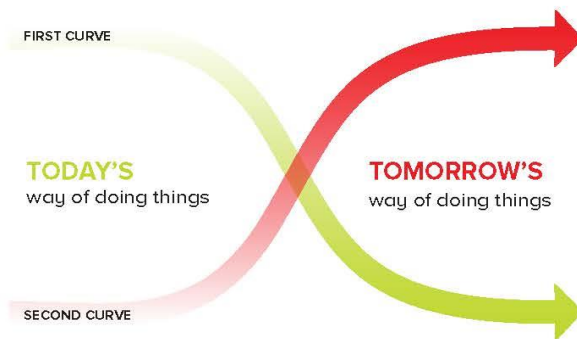 FIRST CURVE
TODAY'S
way of doing things
TOMORROW'S
way of doing things
SECOND CURVE